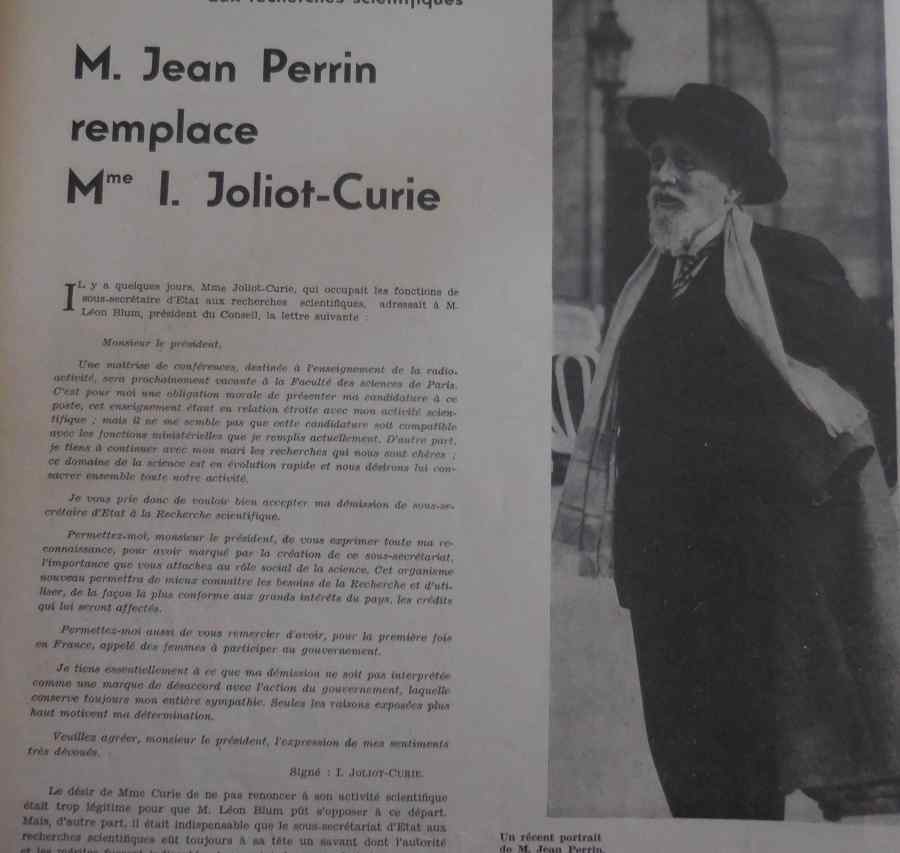 aux recherches scientifiques
M. Jean Perrin
remplace
Mme I. Joliot-Curie
IL y a quelques jours, Mme Joliot-Curie, qui occupait les fonctions de
sous-secrétaire d'Etat aux recherches scientifiques, adressait à M.
Léon Blum, président du Conseil, la lettre suivante :
Monsieur le président,
Une maîtrise de conférences, destinée à l'enseignement de la radio-
activité, sera prochainement vacante à la Faculté des sciences de Paris.
C'est pour moi une obligation morale de présenter ma candidature à ce
poste, cet enseignement étant en relation étroite avec mon activité scien-
tifique ; mais il ne me semble pas que cette candidature soit compatible
avec les fonctions ministérielles que je remplis actuellement. D'autre part,
je tiens à continuer avec mon mari les recherches qui nous sont chères ;
ce domaine de la science est en évolution rapide et nous désirons lui con-
sacrer ensemble toute notre activité.
Je vous prie donc de vouloir bien accepter ma démission de sous-se-
crétaire d'Etat à la Recherche scientifique.
Permettez-moi, monsieur le président, de vous exprimer toute ma re-
connaissance, pour avoir marqué par la création de ce sous-secrétariat,
l'importance que vous attachez au rôle social de la science. Cet organisme
nouveau permettra de mieux connaître les besoins de la Recherche et d'uti-
liser, de la façon la plus conforme aux grands intérêts du pays, les crédits
qui lui seront affectés.
Permettez-moi aussi de vous remercier d'avoir, pour la première fois
en France, appelé des femmes à participer au gouvernement.
Je tiens essentiellement à ce que ma démission ne soit pas interprétée
comme une marque de désaccord avec l'action du gouvernement, laquelle
conserve toujours mon entière sympathie. Seules les raisons exposées plus
haut motivent ma détermination.
Veuillez agréer, monsieur le président, l'expression de mes sentiments
très dévoués.
Signé : I. JOLIOT-CURIE.
Le désir de Mme Curie de ne pas renoncer à son activité scientifique
était trop légitime pour que M. Léon Blum pût s'opposer à ce départ.
Mais, d'autre part, il était indispensable que le sous-secrétariat d'Etat aux
recherches scientifiques eût toujours à sa tête un savant dont l'autorité
Un récent portrait
de M. Jean Perrin.